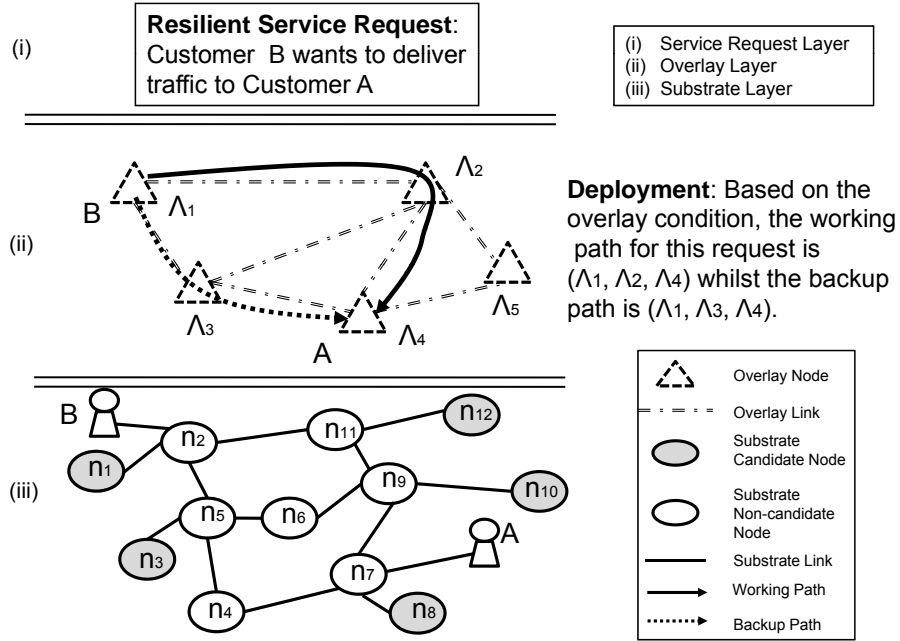 (i)
Resilient Service Request:
Customer B wants to deliver
traffic to Customer A
(i) Service Request Layer
(ii) Overlay Layer
(iii) Substrate Layer
(ii)
B
Λ1
Λ2
Λ3
A
Λ4
Λ5
Deployment: Based on the
overlay condition, the working
path for this request is
(Λ1, Λ2, Λ4) whilst the backup
path is (Λ1, Λ3, Λ4).
(iii)
B
n1
n2
n11
n12
n5
n6
n9
n10
n3
n4
n7
A
n8
Overlay Node
Overlay Link
Substrate
Candidate Node
Substrate
Non-candidate
Node
Substrate Link
Working Path
Backup Path